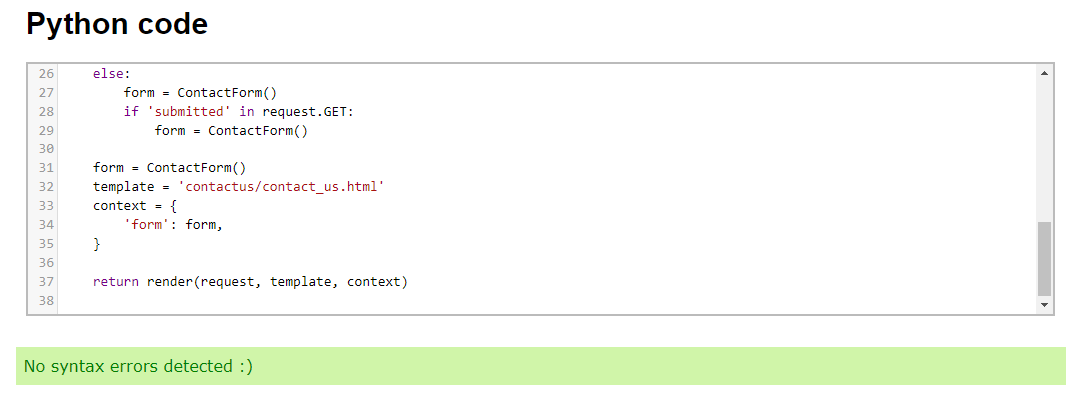 Python code
26 else:
27 form = ContactForm()
28 if 'submitted' in request.GET:
29 form = ContactForm()
30
31 form = ContactForm()
32 template = 'contactus/contact_us.html'
33 context = {
34 'form': form,
35 }
36
37 return render(request, template, context)
38
No syntax errors detected :)